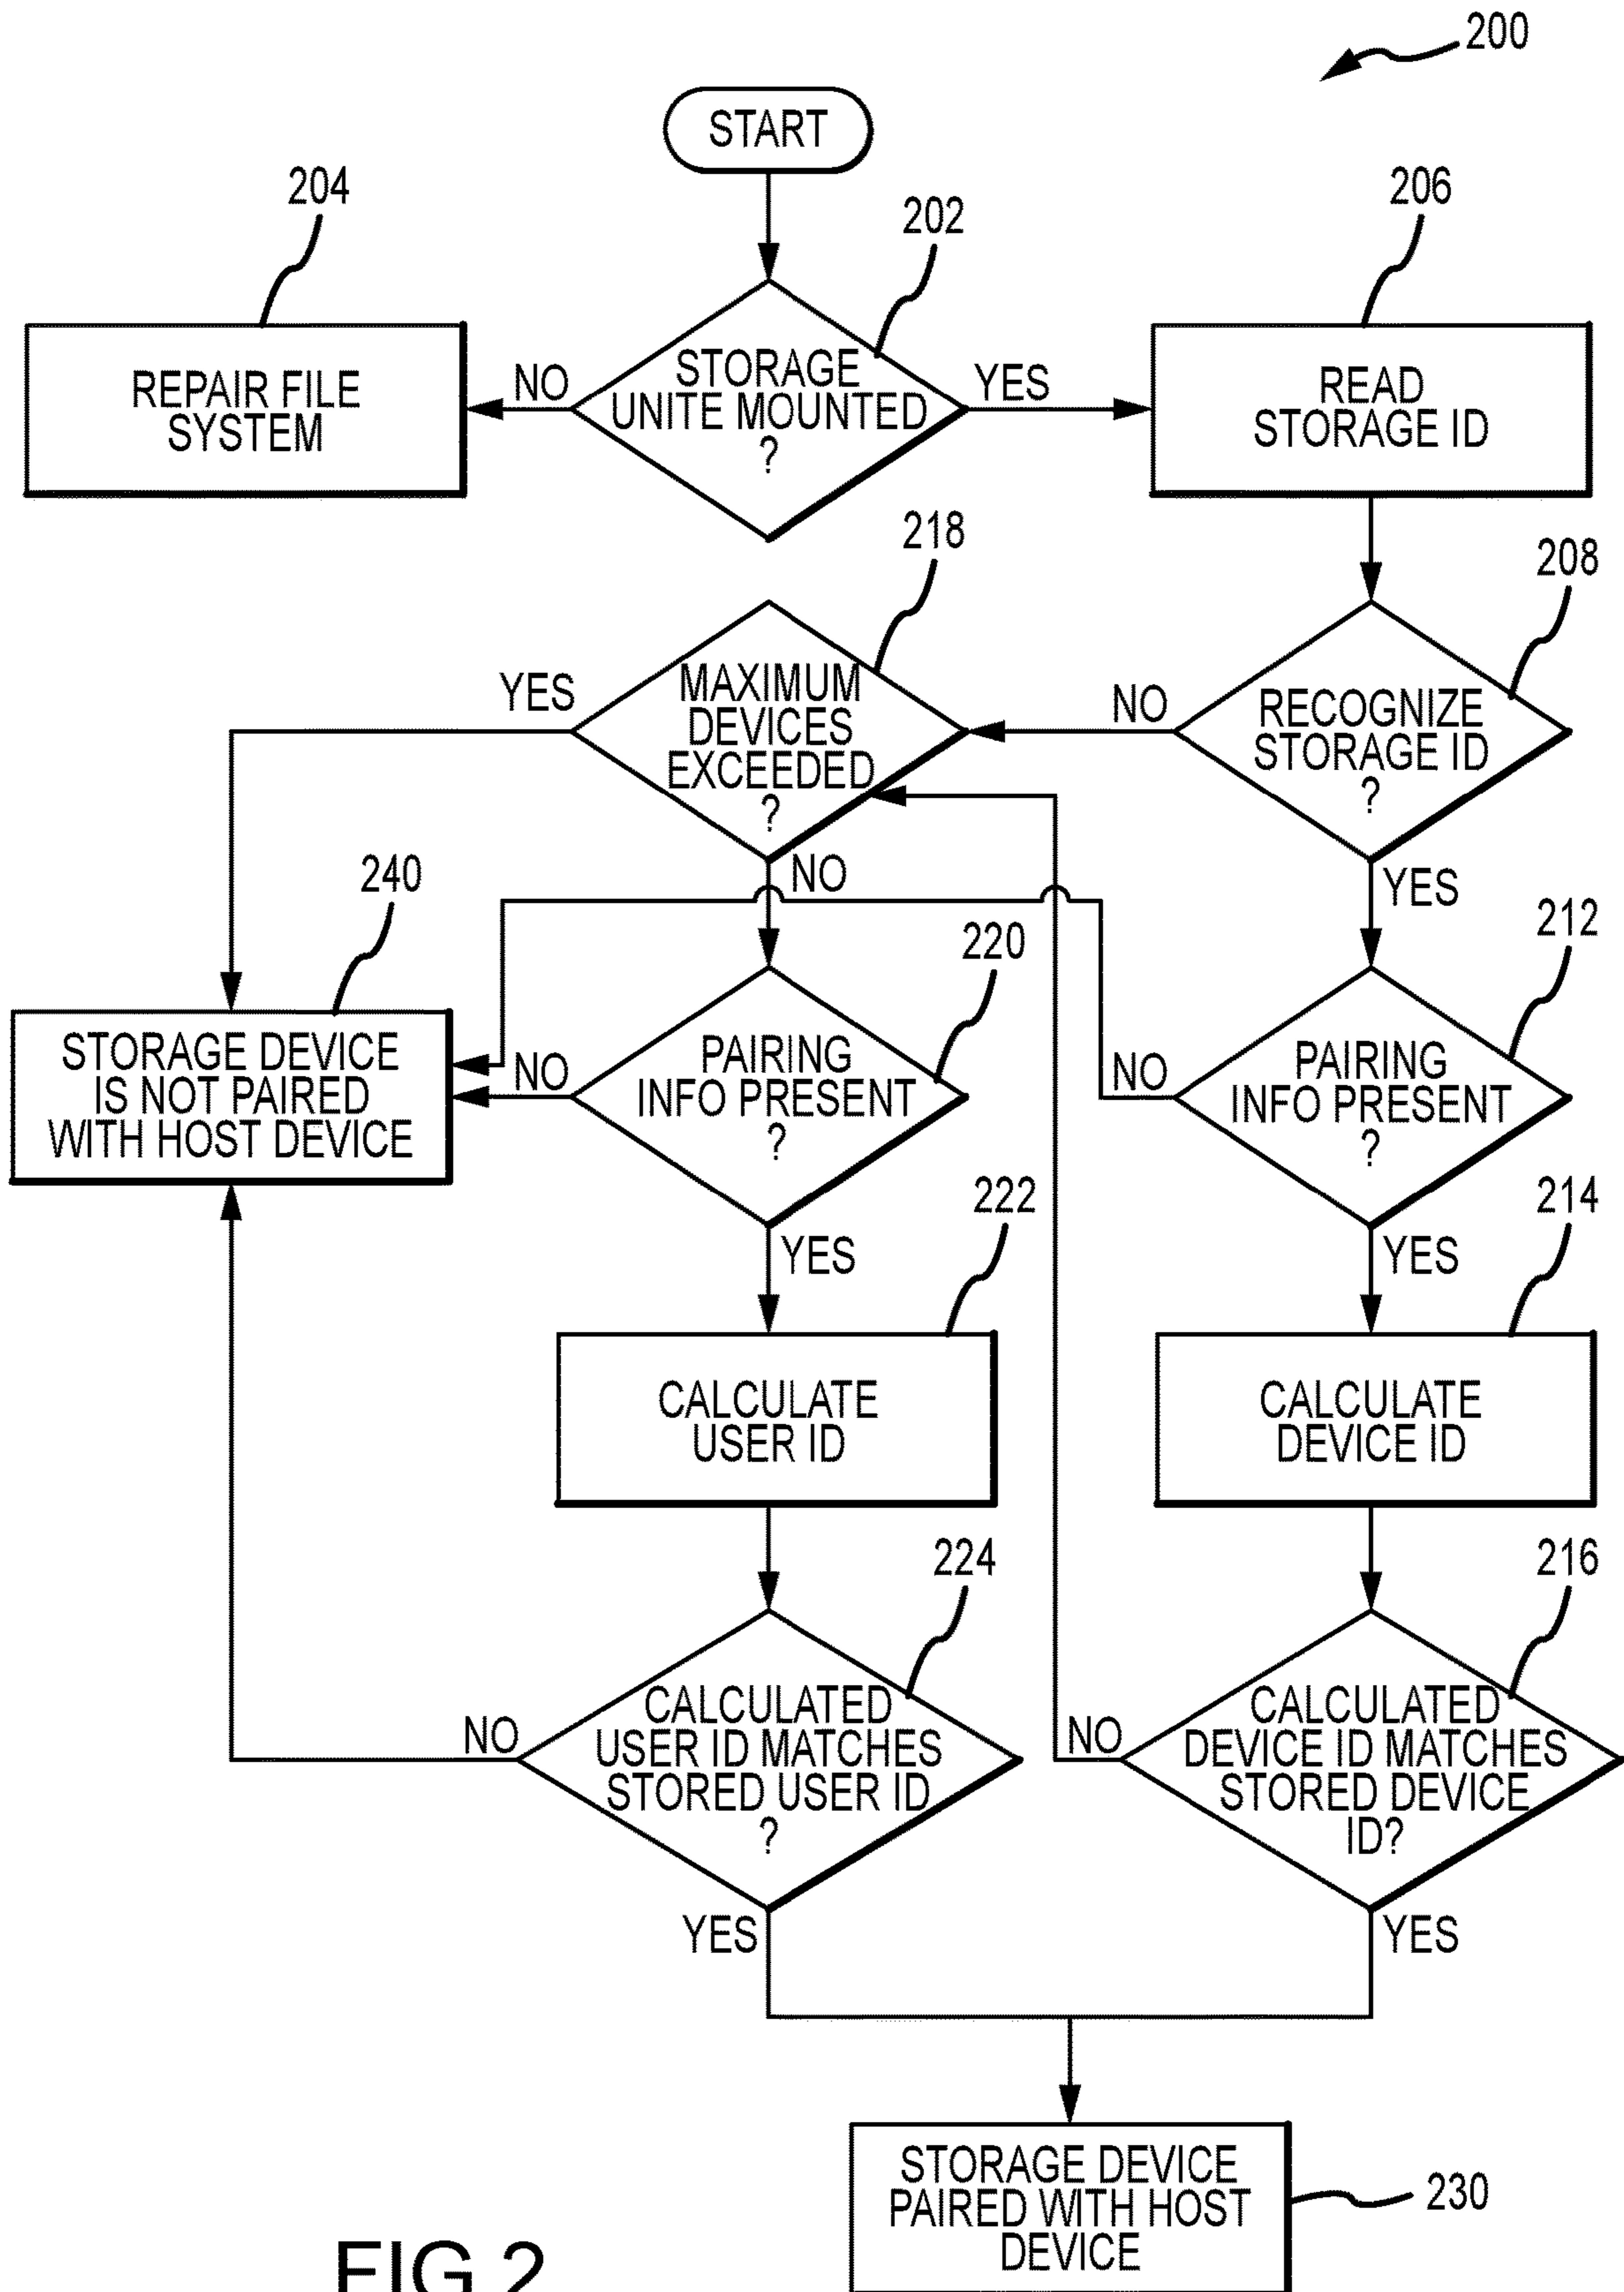 200
START
204
202
206
REPAIR FILE
SYSTEM
NO
STORAGE
UNITE MOUNTED
?
YES
READ
STORAGE ID
218
208
YES
MAXIMUM
DEVICES
EXCEEDED
?
NO
RECOGNIZE
STORAGE ID
?
240
NO
YES
220
212
STORAGE DEVICE
IS NOT PAIRED
WITH HOST DEVICE
NO
PAIRING
INFO PRESENT
?
NO
PAIRING
INFO PRESENT
?
222
214
YES
YES
CALCULATE
USER ID
CALCULATE
DEVICE ID
224
216
NO
CALCULATED
USER ID MATCHES
STORED USER ID
?
NO
CALCULATED
DEVICE ID MATCHES
STORED DEVICE
ID?
YES
YES
STORAGE DEVICE
PAIRED WITH HOST
DEVICE
230
FIG.2